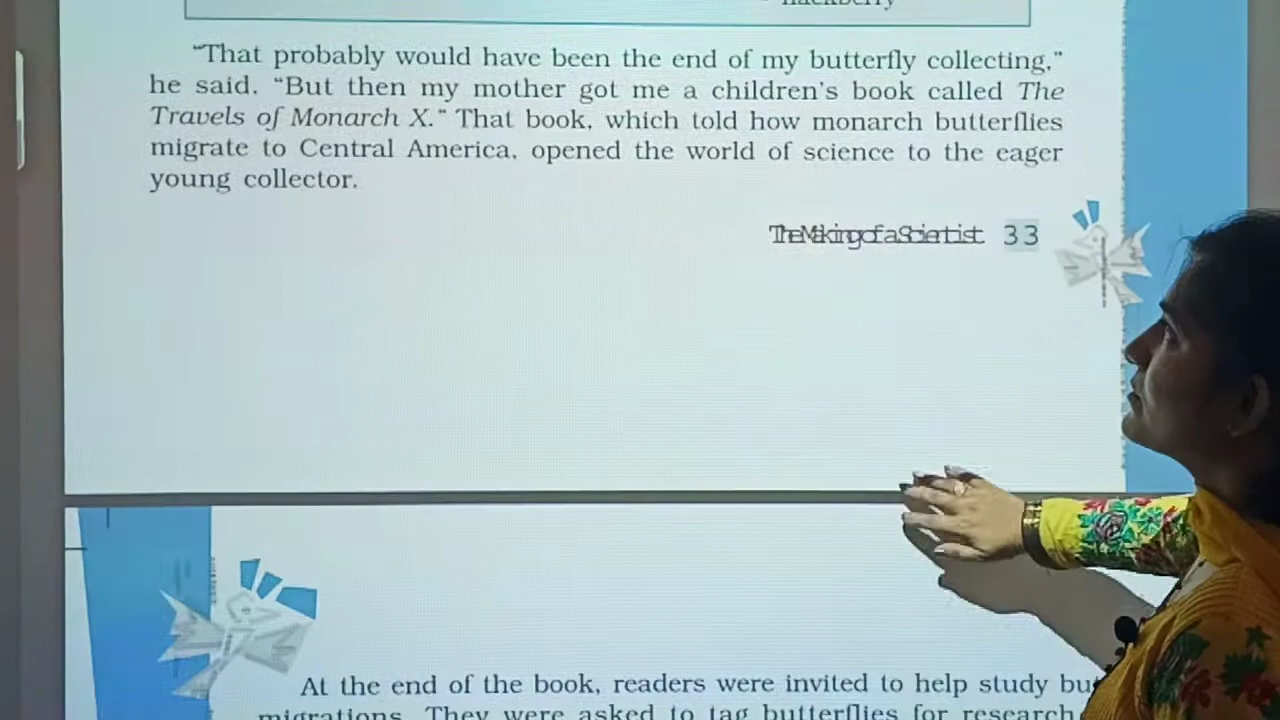 hackberry
“That probably would have been the end of my butterfly collecting,”
he said. “But then my mother got me a children’s book called The
Travels of Monarch X.” That book, which told how monarch butterflies
migrate to Central America, opened the world of science to the eager
young collector.
The Making of a Scientist 33
At the end of the book, readers were invited to help study
migrations. They were asked to tag butterflies for research